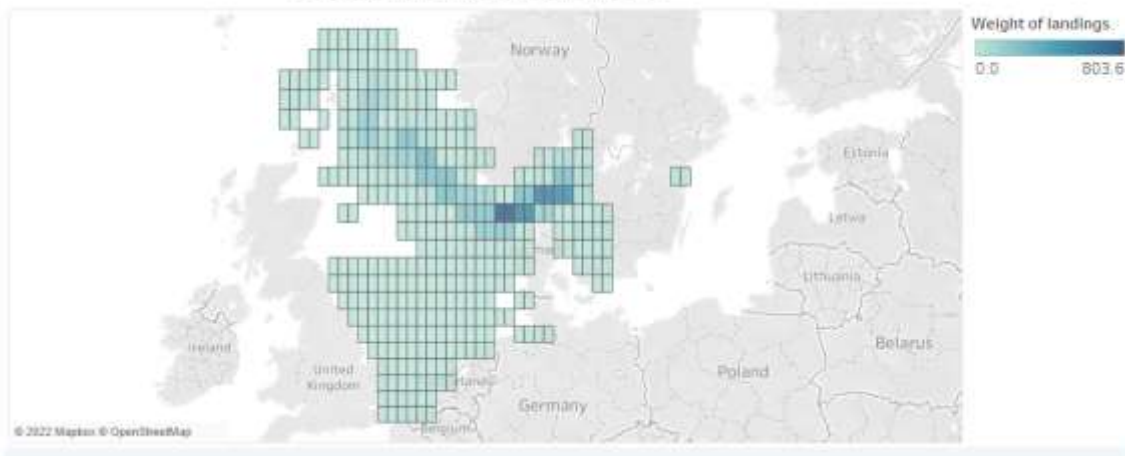 Norway
Weight of landings
0.0 803.6
Estonia
Letwa
Lithuania
Ireland
United
Kingdom
Poland
Belarus
Germany
Belgium
© 2022 Mapbox © OpenStreetMap